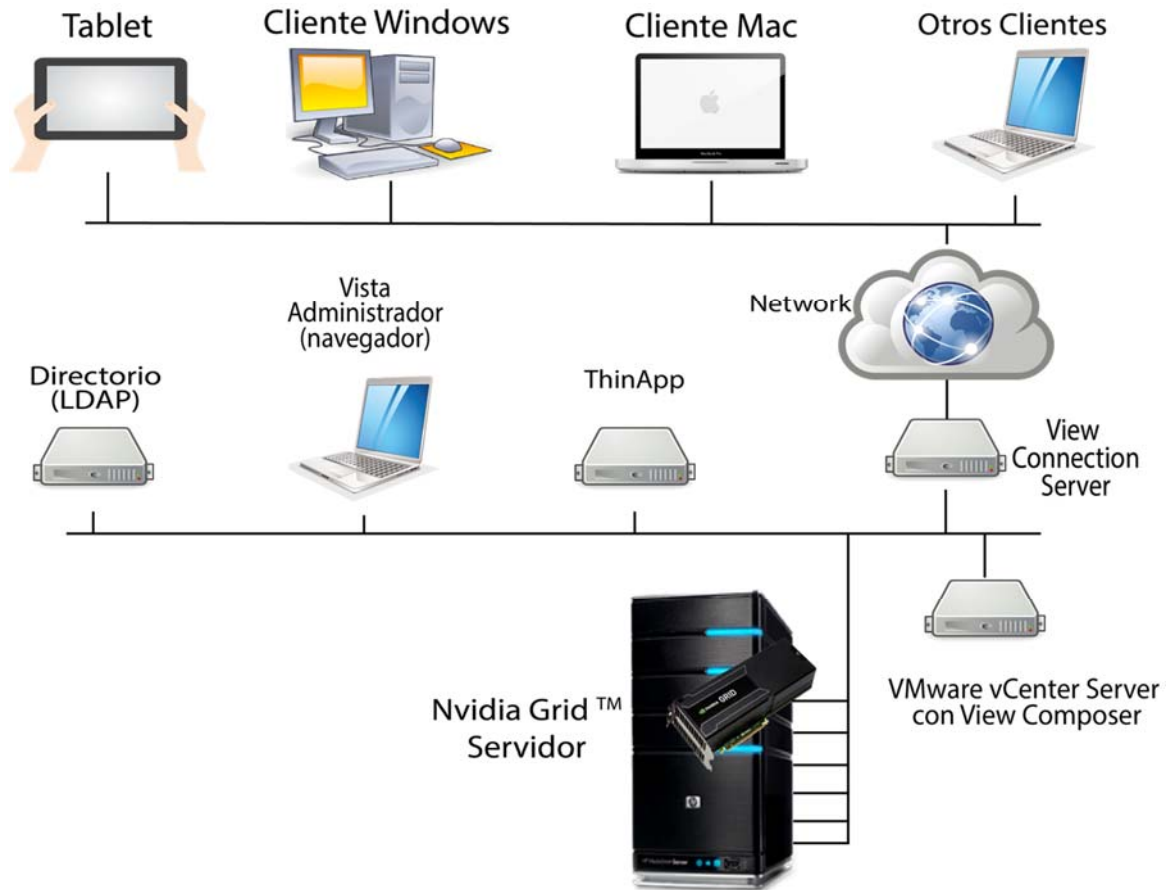 Tablet
Cliente Windows
Cliente Mac
Otros Clientes
Vista
Administrador
(navegador)
Network
Directorio
(LDAP)
ThinApp
View
Connection
Server
Nvidia Grid ™
Servidor
GRID
VMware vCenter Server
con View Composer